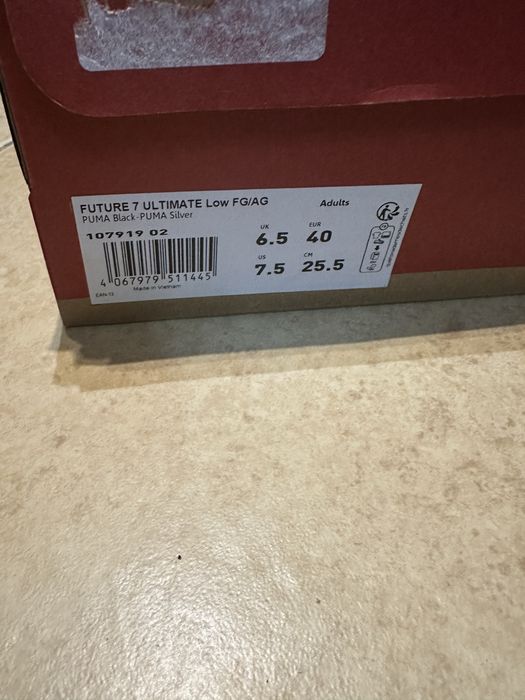 FUTURE 7 ULTIMATE Low FG/AG
Adults
PUMA Black-PUMA Silver
107919 02
UK
EUR
6.5
40
US
CM
7.5
25.5
4 067979 511445
EAN-13
Made in Vietnam